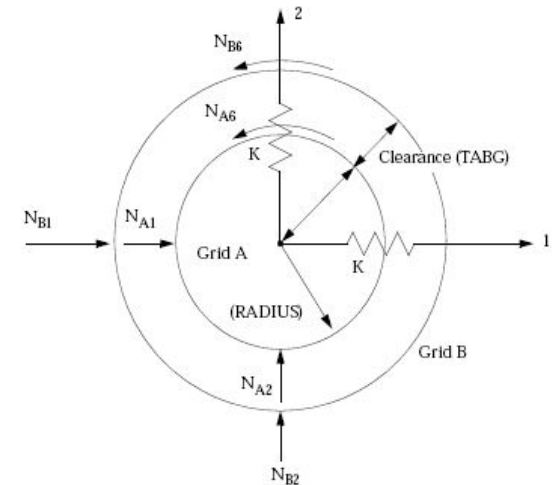 2
N_B6
N_A6
K
Clearance (TABG)
N_B1
N_A1
1
Grid A
K
(RADIUS)
Grid B
N_A2
N_B2